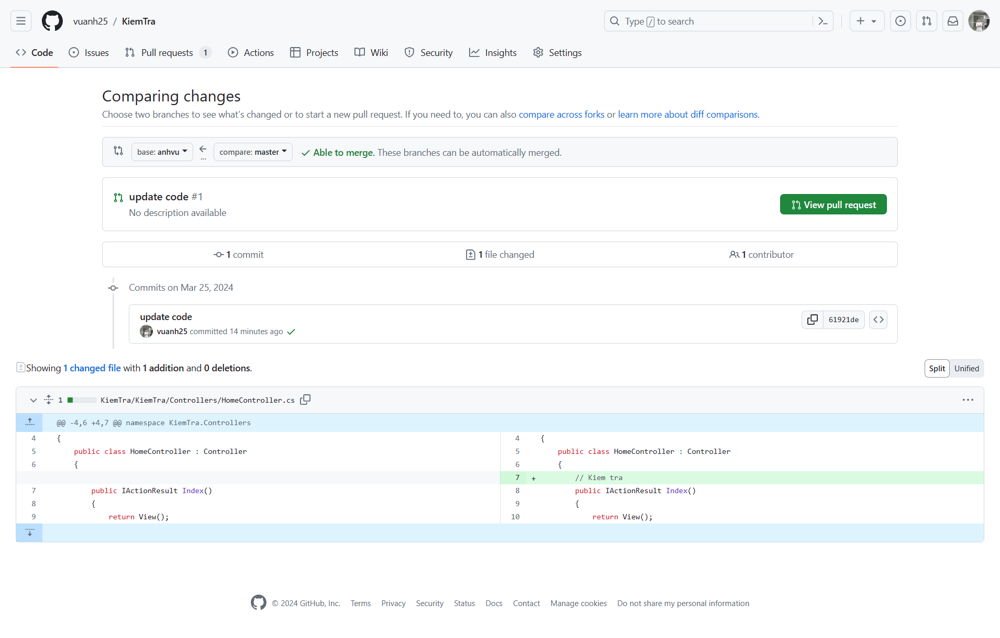 vuanh25 / KiemTra
Type / to search
Code Issues Pull requests 1 Actions Projects Wiki Security Insights Settings
Comparing changes
Choose two branches to see what's changed or to start a new pull request. If you need to, you can also compare across forks or learn more about diff comparisons.
base: anhvu ... compare: master Able to merge. These branches can be automatically merged.
update code #1
No description available
View pull request
1 commit 1 file changed 1 contributor
Commits on Mar 25, 2024
update code
vuanh25 committed 14 minutes ago
61921de
Showing 1 changed file with 1 addition and 0 deletions.
Split Unified
1 KiemTra/KiemTra/Controllers/HomeController.cs
@@ -4,6 +4,7 @@ namespace KiemTra.Controllers
4 { 4 {
5 public class HomeController : Controller 5 public class HomeController : Controller
6 { 6 {
7 + // Kiem tra
7 public IActionResult Index() 8 public IActionResult Index()
8 { 9 {
9 return View(); 10 return View();
© 2024 GitHub, Inc. Terms Privacy Security Status Docs Contact Manage cookies Do not share my personal information